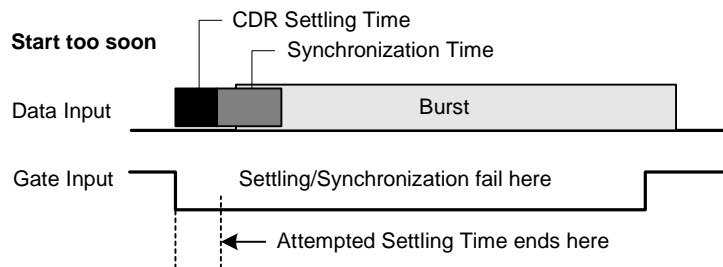 CDR Settling Time
Start too soon
Synchronization Time
Data Input
Burst
Gate Input
Settling/Synchronization fail here
Attempted Settling Time ends here